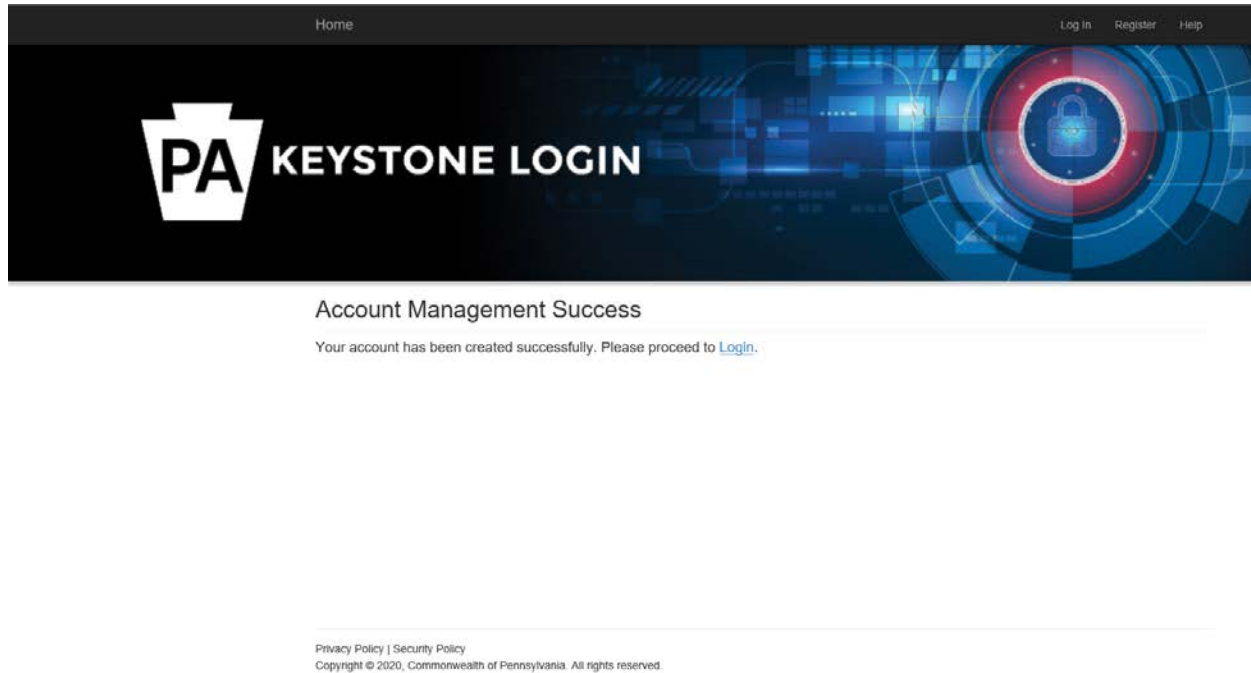 Home Log In Register Help
PA KEYSTONE LOGIN
Account Management Success
Your account has been created successfully. Please proceed to Login.
Privacy Policy | Security Policy
Copyright © 2020, Commonwealth of Pennsylvania. All rights reserved.